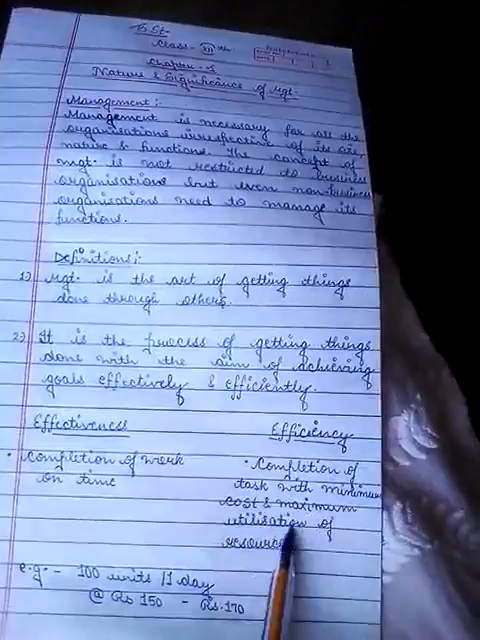 B.St.
Class - XII th
Chapter - 1
Nature & Significance of Mgt.
Management :
Management is necessary for all the
organisations irrespective of its size,
nature & functions. The concept of
mgt. is not restricted to business
organisations but even non-business
organisations need to manage its
functions.
Definitions :
1) Mgt. is the art of getting things
done through others.
2) It is the process of getting things
done with the aim of achieving
goals effectively & efficiently.
Effectiveness Efficiency
• Completion of work
on time
• Completion of
task with minimum
cost & maximum
utilisation of
e.g. - 100 units / 1 day
@ Rs 150 - Rs. 170